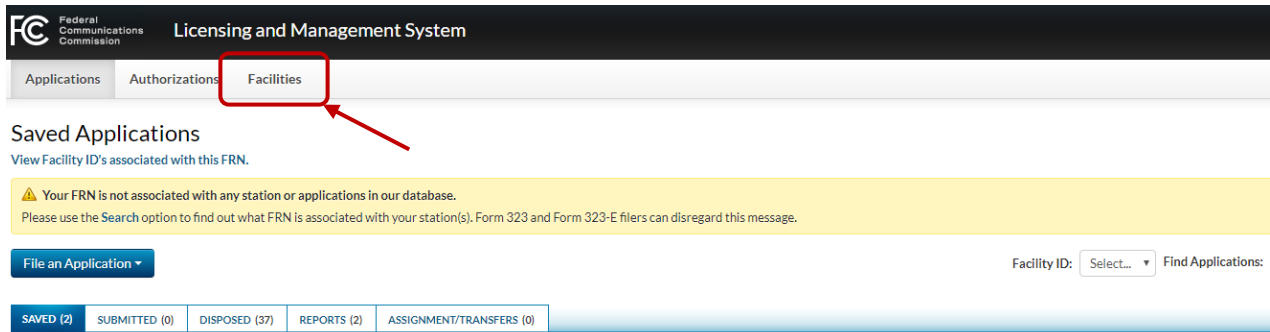 Federal
Communications
Commission
Licensing and Management System
Applications Authorizations Facilities
Saved Applications
View Facility ID's associated with this FRN.
Your FRN is not associated with any station or applications in our database.
Please use the Search option to find out what FRN is associated with your station(s). Form 323 and Form 323-E filers can disregard this message.
File an Application Facility ID: Select... Find Applications:
SAVED (2) SUBMITTED (0) DISPOSED (37) REPORTS (2) ASSIGNMENT/TRANSFERS (0)